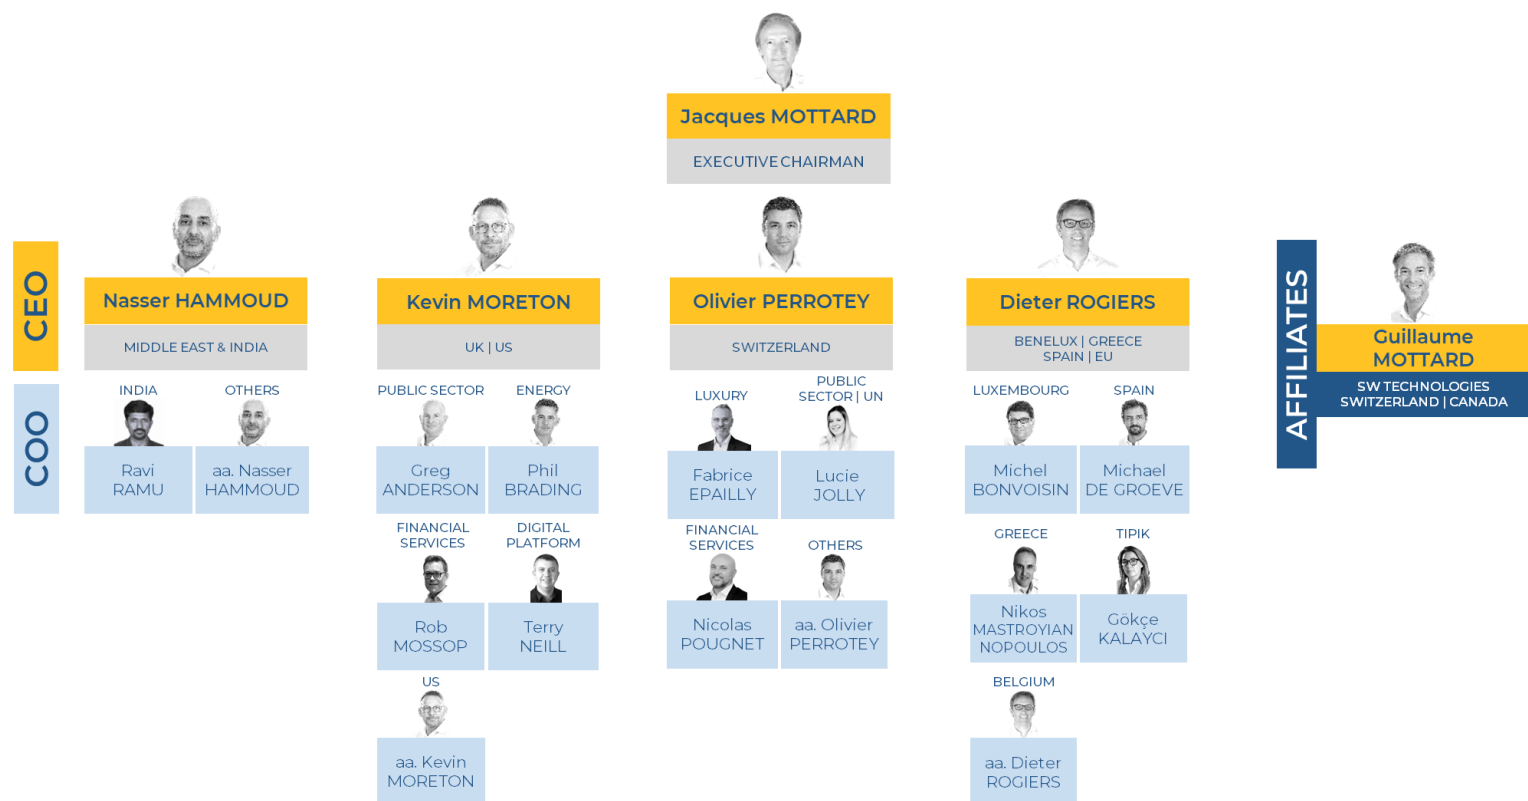 Jacques MOTTARD
EXECUTIVE CHAIRMAN
CEO
Nasser HAMMOUD
MIDDLE EAST & INDIA
Kevin MORETON
UK | US
Olivier PERROTEY
SWITZERLAND
Dieter ROGIERS
BENELUX | GREECE
SPAIN | EU
AFFILIATES
Guillaume
MOTTARD
SW TECHNOLOGIES
SWITZERLAND | CANADA
COO
INDIA
Ravi
RAMU
OTHERS
aa. Nasser
HAMMOUD
PUBLIC SECTOR
Greg
ANDERSON
ENERGY
Phil
BRADING
FINANCIAL
SERVICES
Rob
MOSSOP
DIGITAL
PLATFORM
Terry
NEILL
US
aa. Kevin
MORETON
LUXURY
Fabrice
EPAILLY
PUBLIC
SECTOR | UN
Lucie
JOLLY
FINANCIAL
SERVICES
Nicolas
POUGNET
OTHERS
aa. Olivier
PERROTEY
LUXEMBOURG
Michel
BONVOISIN
SPAIN
Michael
DE GROEVE
GREECE
Nikos
MASTROYIAN
NOPOULOS
TIPIK
Gökçe
KALAYCI
BELGIUM
aa. Dieter
ROGIERS